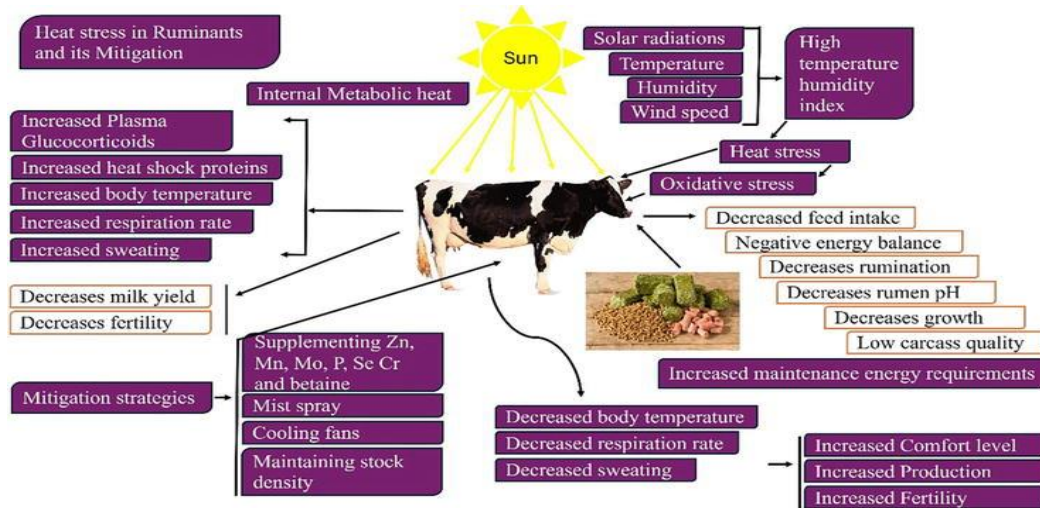 Heat stress in Ruminants
and its Mitigation
Sun
Solar radiations
Temperature
Humidity
Wind speed
High
temperature
humidity
index
Internal Metabolic heat
Increased Plasma
Glucocorticoids
Increased heat shock proteins
Increased body temperature
Increased respiration rate
Increased sweating
Heat stress
Oxidative stress
Decreased feed intake
Negative energy balance
Decreases rumination
Decreases rumen pH
Decreases growth
Low carcass quality
Increased maintenance energy requirements
Decreases milk yield
Decreases fertility
Mitigation strategies
Supplementing Zn,
Mn, Mo, P, Se Cr
and betaine
Mist spray
Cooling fans
Maintaining stock
density
Decreased body temperature
Decreased respiration rate
Decreased sweating
Increased Comfort level
Increased Production
Increased Fertility